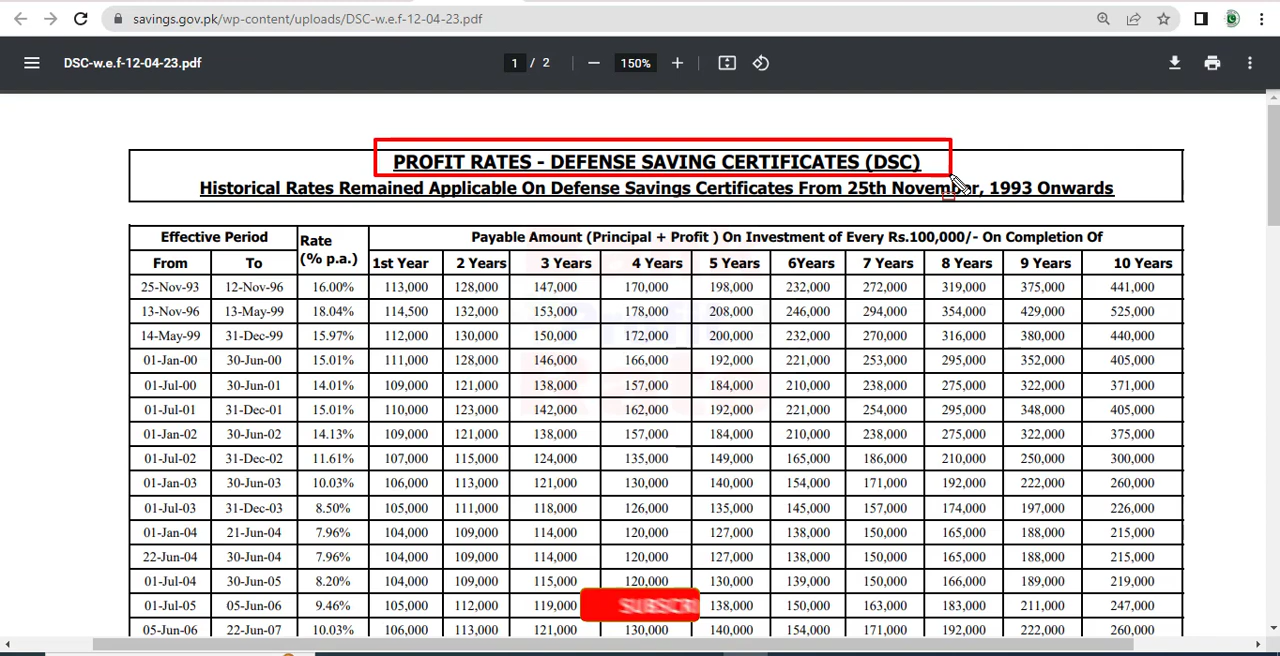 savings.gov.pk/wp-content/uploads/DSC-w.e.f-12-04-23.pdf
DSC-w.e.f-12-04-23.pdf 1 / 2 150%
PROFIT RATES - DEFENSE SAVING CERTIFICATES (DSC)
Historical Rates Remained Applicable On Defense Savings Certificates From 25th November, 1993 Onwards
Effective Period Rate (% p.a.) Payable Amount (Principal + Profit ) On Investment of Every Rs.100,000/- On Completion Of
From To 1st Year 2 Years 3 Years 4 Years 5 Years 6Years 7 Years 8 Years 9 Years 10 Years
25-Nov-93 12-Nov-96 16.00% 113,000 128,000 147,000 170,000 198,000 232,000 272,000 319,000 375,000 441,000
13-Nov-96 13-May-99 18.04% 114,500 132,000 153,000 178,000 208,000 246,000 294,000 354,000 429,000 525,000
14-May-99 31-Dec-99 15.97% 112,000 130,000 150,000 172,000 200,000 232,000 270,000 316,000 380,000 440,000
01-Jan-00 30-Jun-00 15.01% 111,000 128,000 146,000 166,000 192,000 221,000 253,000 295,000 352,000 405,000
01-Jul-00 30-Jun-01 14.01% 109,000 121,000 138,000 157,000 184,000 210,000 238,000 275,000 322,000 371,000
01-Jul-01 31-Dec-01 15.01% 110,000 123,000 142,000 162,000 192,000 221,000 254,000 295,000 348,000 405,000
01-Jan-02 30-Jun-02 14.13% 109,000 121,000 138,000 157,000 184,000 210,000 238,000 275,000 322,000 375,000
01-Jul-02 31-Dec-02 11.61% 107,000 115,000 124,000 135,000 149,000 165,000 186,000 210,000 250,000 300,000
01-Jan-03 30-Jun-03 10.03% 106,000 113,000 121,000 130,000 140,000 154,000 171,000 192,000 222,000 260,000
01-Jul-03 31-Dec-03 8.50% 105,000 111,000 118,000 126,000 135,000 145,000 157,000 174,000 197,000 226,000
01-Jan-04 21-Jun-04 7.96% 104,000 109,000 114,000 120,000 127,000 138,000 150,000 165,000 188,000 215,000
22-Jun-04 30-Jun-04 7.96% 104,000 109,000 114,000 120,000 127,000 138,000 150,000 165,000 188,000 215,000
01-Jul-04 30-Jun-05 8.20% 104,000 109,000 115,000 120,000 130,000 139,000 150,000 166,000 189,000 219,000
01-Jul-05 05-Jun-06 9.46% 105,000 112,000 119,000 138,000 150,000 163,000 183,000 211,000 247,000
SUBSCRI
05-Jun-06 22-Jun-07 10.03% 106,000 113,000 121,000 130,000 140,000 154,000 171,000 192,000 222,000 260,000